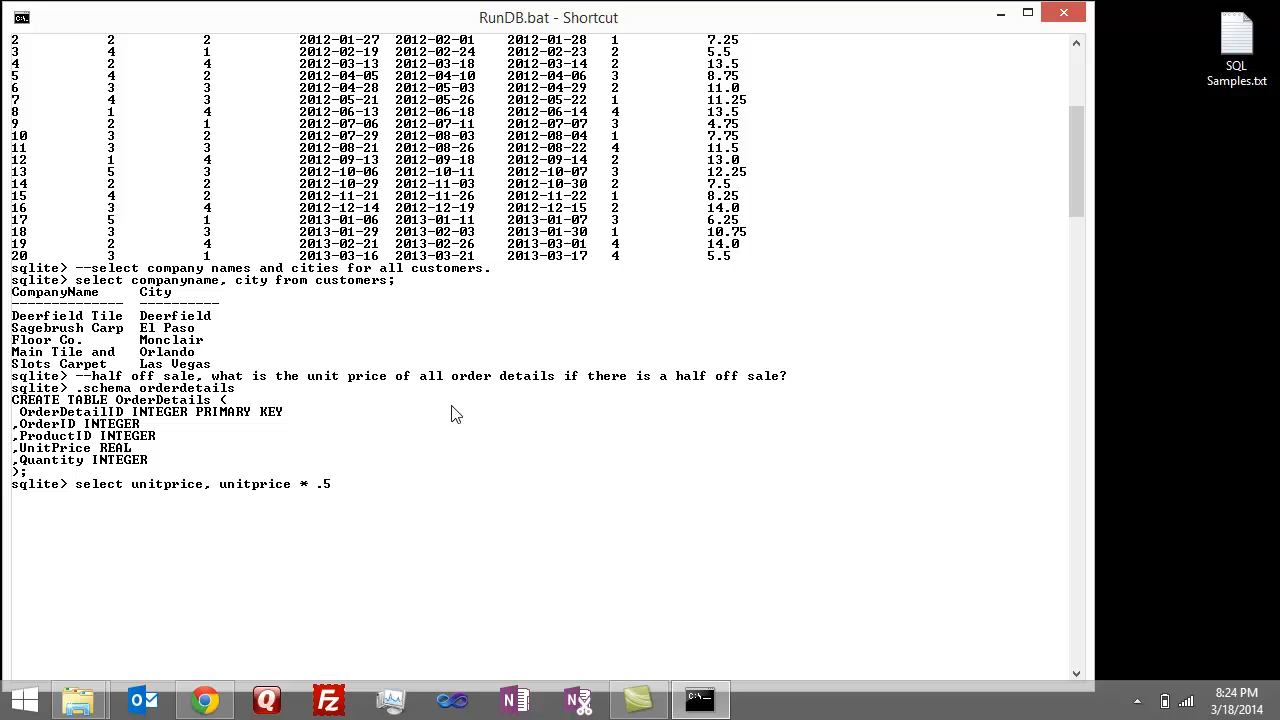 RunDB.bat - Shortcut
2 2 2 2012-01-27 2012-02-01 2012-01-28 1 7.25
3 4 1 2012-02-19 2012-02-24 2012-02-23 2 5.5
4 2 4 2012-03-13 2012-03-18 2012-03-14 2 13.5
5 4 2 2012-04-05 2012-04-10 2012-04-06 3 8.75
6 3 3 2012-04-28 2012-05-03 2012-04-29 2 11.0
7 4 3 2012-05-21 2012-05-26 2012-05-22 1 11.25
8 1 4 2012-06-13 2012-06-18 2012-06-14 4 13.5
9 2 1 2012-07-06 2012-07-11 2012-07-07 3 4.75
10 3 2 2012-07-29 2012-08-03 2012-08-04 1 7.75
11 3 3 2012-08-21 2012-08-26 2012-08-22 4 11.5
12 1 4 2012-09-13 2012-09-18 2012-09-14 2 13.0
13 5 3 2012-10-06 2012-10-11 2012-10-07 3 12.25
14 2 2 2012-10-29 2012-11-03 2012-10-30 2 7.5
15 4 2 2012-11-21 2012-11-26 2012-11-22 1 8.25
16 3 4 2012-12-14 2012-12-19 2012-12-15 2 14.0
17 5 1 2013-01-06 2013-01-11 2013-01-07 3 6.25
18 3 3 2013-01-29 2013-02-03 2013-01-30 1 10.75
19 2 4 2013-02-21 2013-02-26 2013-03-01 4 14.0
20 3 1 2013-03-16 2013-03-21 2013-03-17 4 5.5
sqlite> --select company names and cities for all customers.
sqlite> select companyname, city from customers;
CompanyName City
-------------- ----------
Deerfield Tile Deerfield
Sagebrush Carp El Paso
Floor Co. Monclair
Main Tile and Orlando
Slots Carpet Las Vegas
sqlite> --half off sale, what is the unit price of all order details if there is a half off sale?
sqlite> .schema orderdetails
CREATE TABLE OrderDetails (
OrderDetailID INTEGER PRIMARY KEY
,OrderID INTEGER
,ProductID INTEGER
,UnitPrice REAL
,Quantity INTEGER
);
sqlite> select unitprice, unitprice * .5
SQL
Samples.txt
8:24 PM
3/18/2014